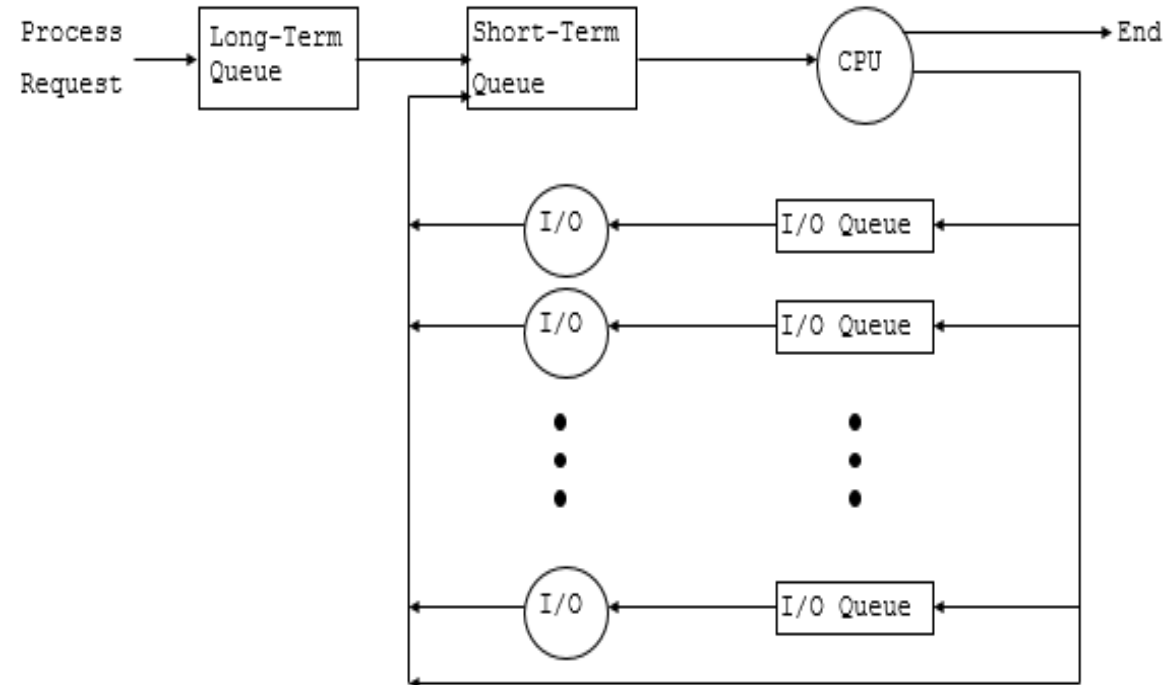 Process
Request
Long-Term
Queue
Short-Term
Queue
CPU
End
I/O
I/O Queue
I/O
I/O Queue
I/O
I/O Queue